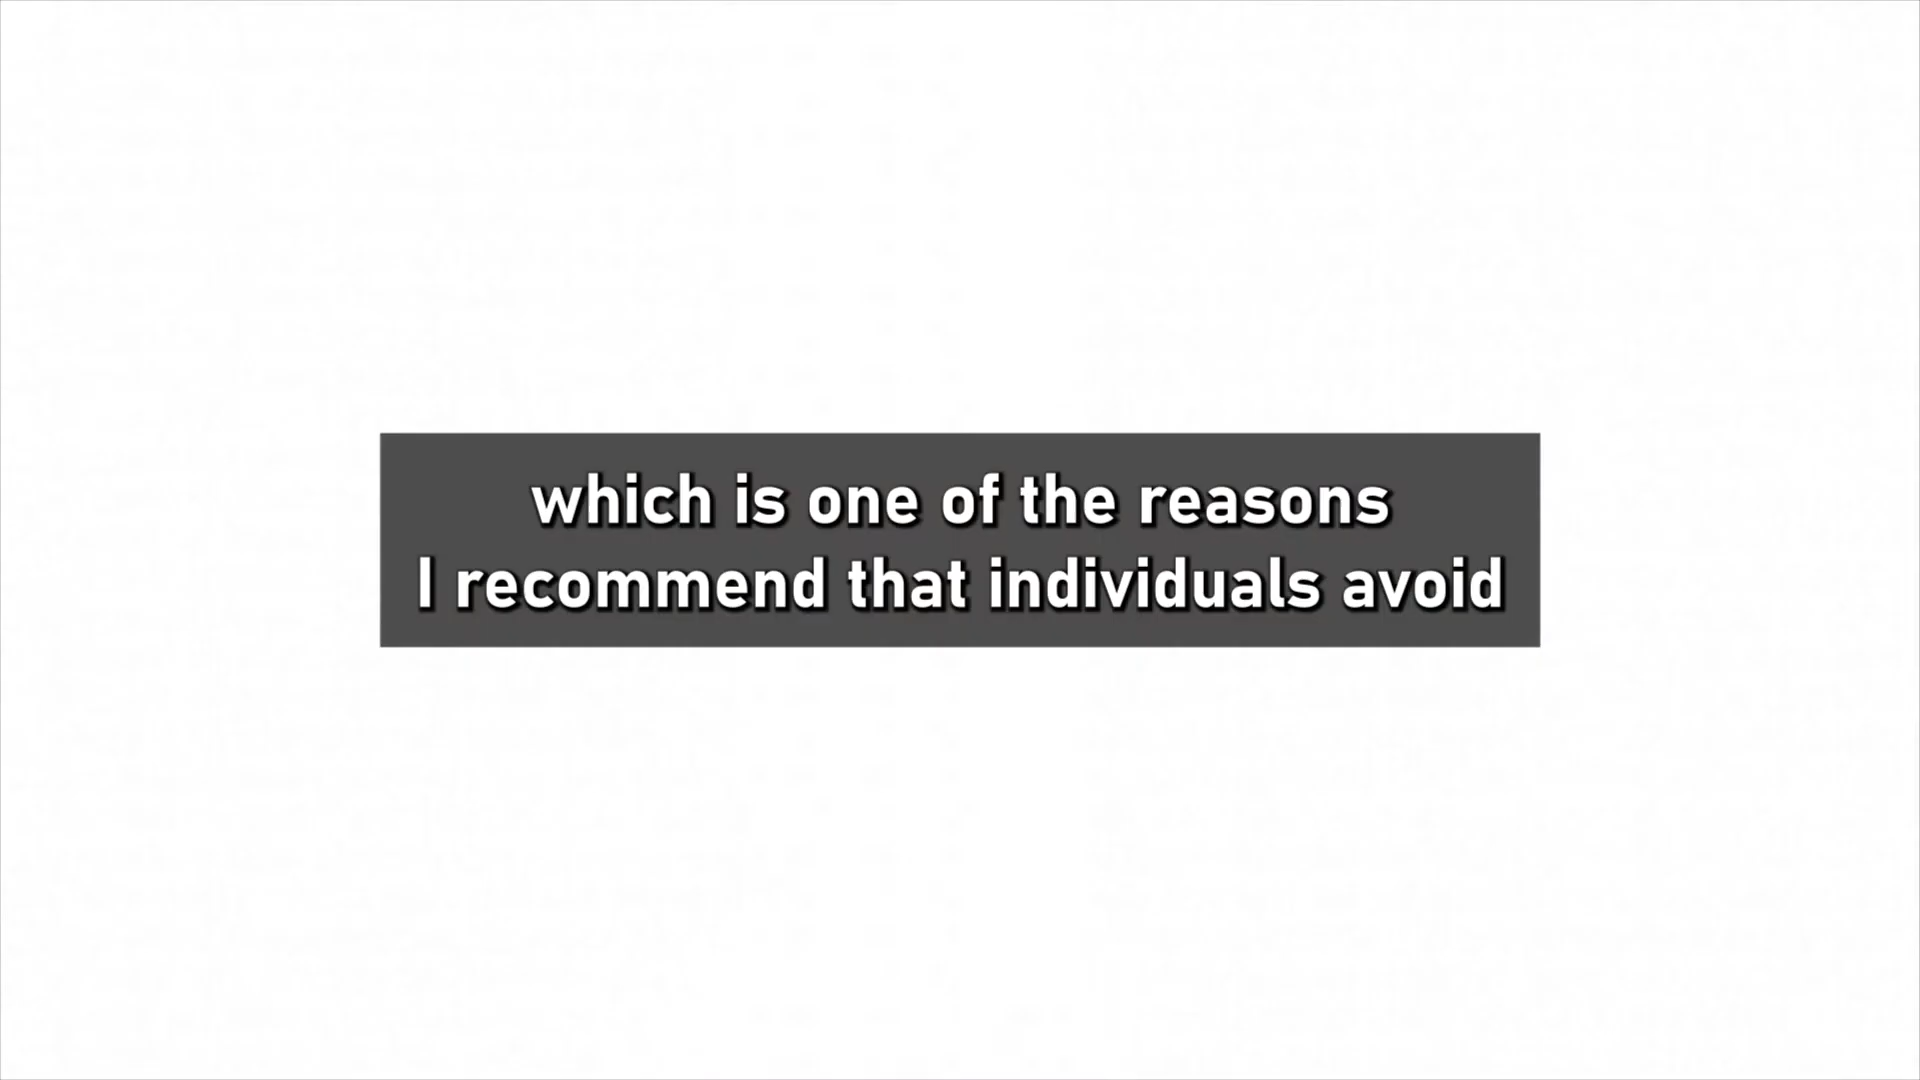 which is one of the reasons
I recommend that individuals avoid